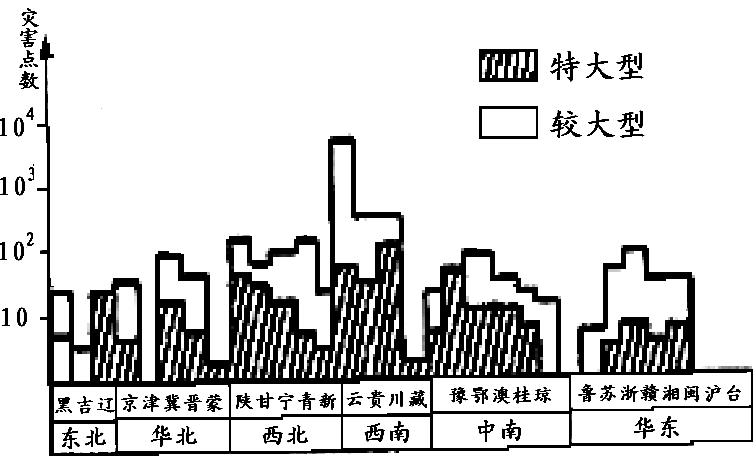 灾害点数
特大型
较大型
10⁴
10³
10²
10
黑吉辽 京津冀晋蒙 陕甘宁青新 云贵川藏 豫鄂桂澳琼 鲁苏浙赣湘闽沪台
东北 华北 西北 西南 中南 华东